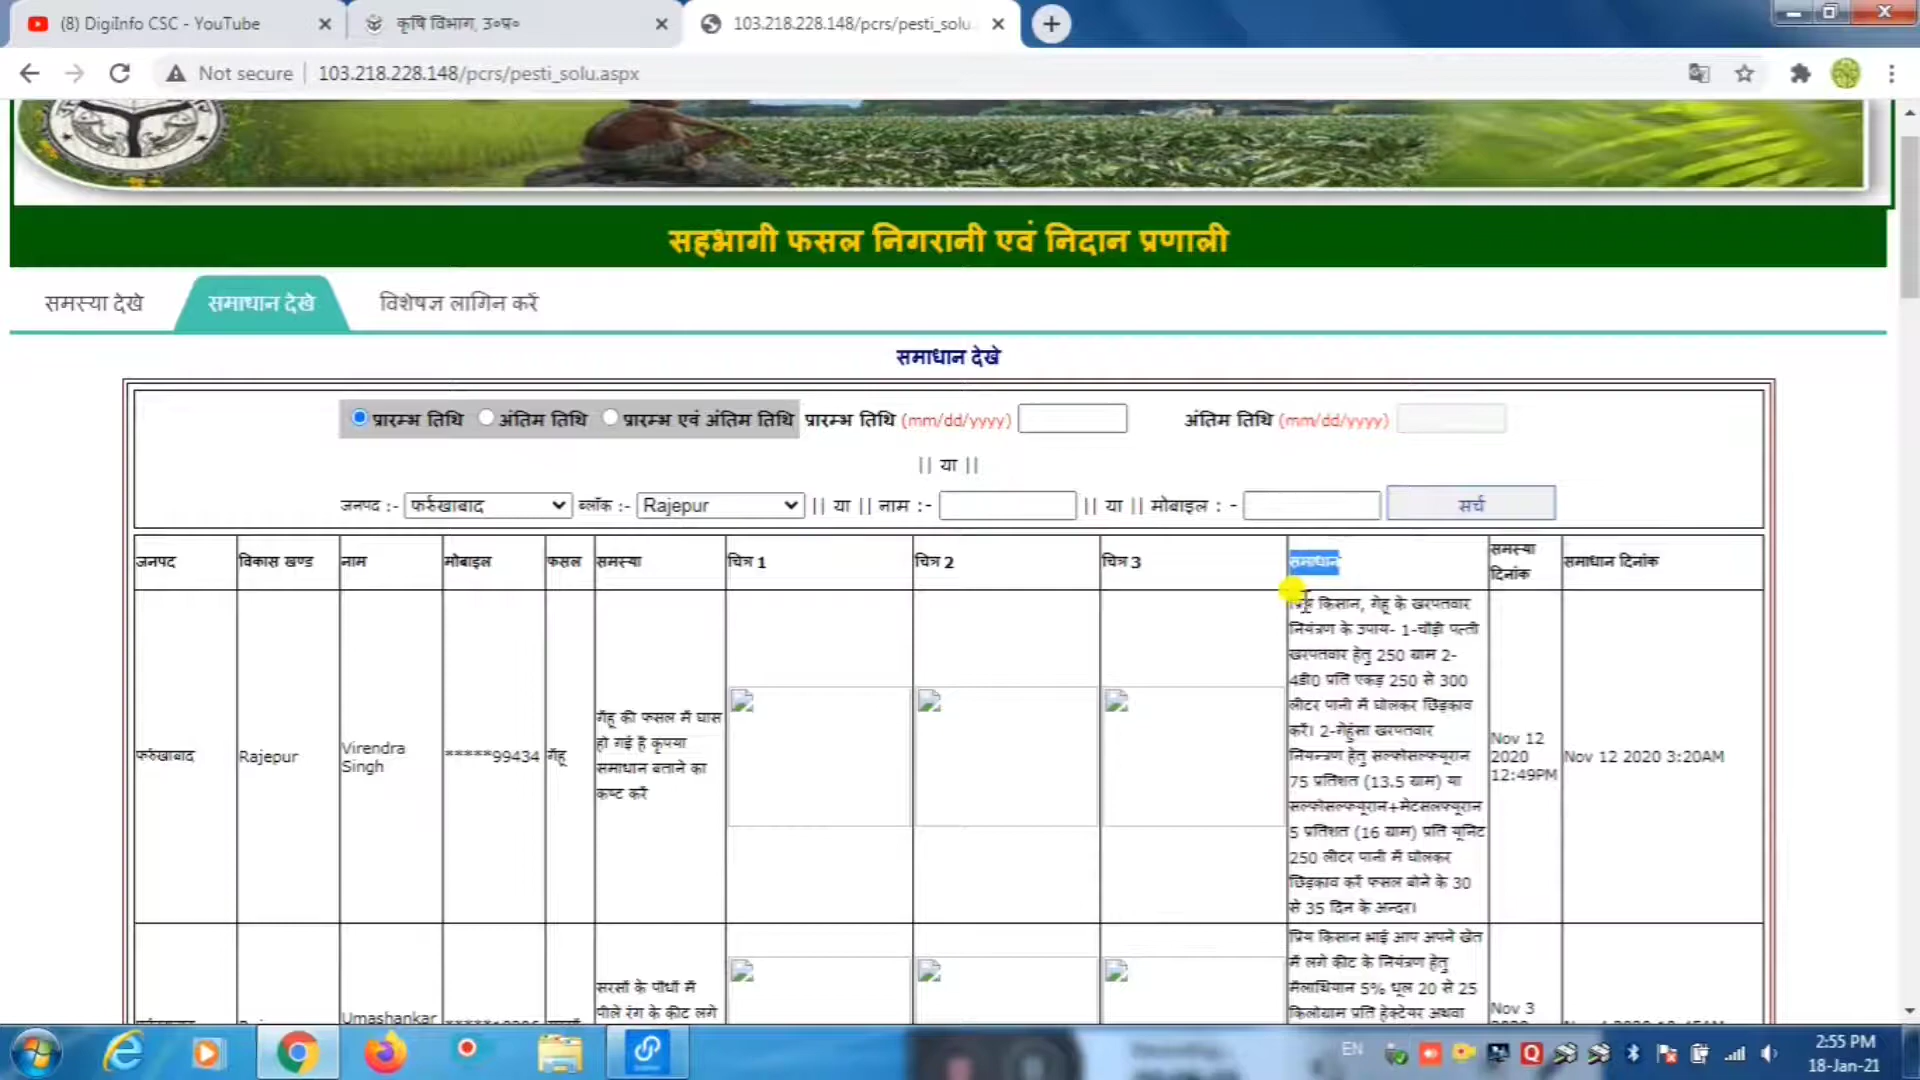 (8) DigiInfo CSC - YouTube
कृषि विभाग, उ०प्र०
103.218.228.148/pcrs/pesti_solu.
Not secure
103.218.228.148/pcrs/pesti_solu.aspx
सहभागी फसल निगरानी एवं निदान प्रणाली
समस्या देखे
समाधान देखे
विशेषज्ञ लागिन करें
समाधान देखे
प्रारम्भ तिथि अंतिम तिथि प्रारम्भ एवं अंतिम तिथि प्रारम्भ तिथि (mm/dd/yyyy) अंतिम तिथि (mm/dd/yyyy)
|| या ||
जनपद :- फर्रुखाबाद ब्लॉक :- Rajepur || या || नाम :- || या || मोबाइल : - सर्च
जनपद विकास खण्ड नाम मोबाइल फसल समस्या चित्र 1 चित्र 2 चित्र 3 समाधान
समस्या
दिनांक
समाधान दिनांक
फर्रुखाबाद
Rajepur
Virendra
Singh
*****99434
गेंहू
गेंहू की फसल में घास
हो गई है कृपया
समाधान बताने का
कष्ट करें
प्रिय किसान, गेहू के खरपतवार
नियंत्रण के उपाय- 1-चौड़ी पत्ती
खरपतवार हेतु 250 ग्राम 2-
4डी0 प्रति एकड़ 250 से 300
लीटर पानी में घोलकर छिड़काव
करें। 2-गेहुंसा खरपतवार
नियन्त्रण हेतु सल्फोसल्फ्यूरान
75 प्रतिशत (13.5 ग्राम) या
सल्फोसल्फ्यूरान+मेटसलफ्यूरान
5 प्रतिशत (16 ग्राम) प्रति यूनिट
250 लीटर पानी में घोलकर
छिड़काव करें फसल बोने के 30
से 35 दिन के अन्दर।
Nov 12
2020
12:49PM
Nov 12 2020 3:20AM
Umashankar
सरसों के पौधों में
पीले रंग के कीट लगे
प्रिय किसान भाई आप अपने खेत
में लगे कीट के नियंत्रण हेतु
मैलाथियान 5% धूल 20 से 25
किलोग्राम प्रति हेक्टेयर अथवा
Nov 3
EN
2:55 PM
18-Jan-21